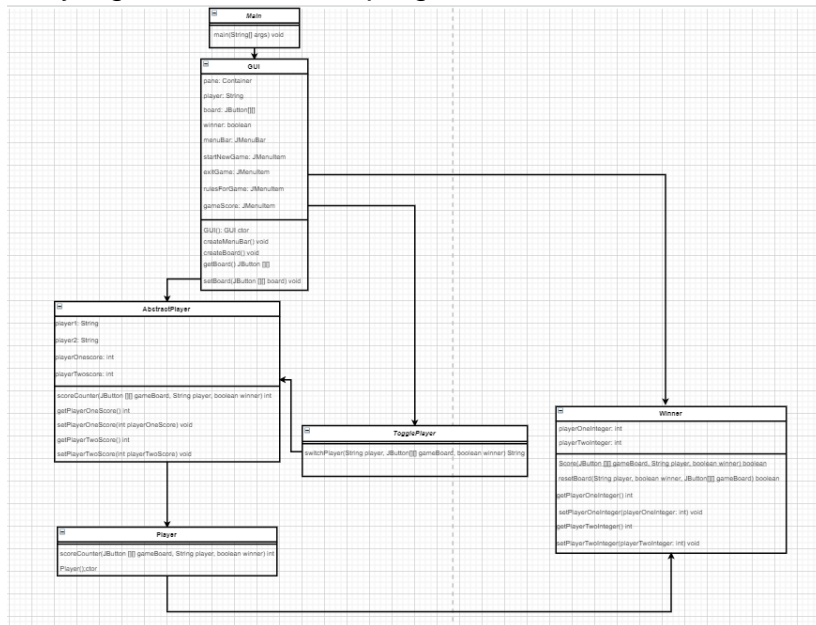 Main
main(String[] args) void
GUI
pane: Container
player: String
board: JButton[][]
winner: boolean
menuBar: JMenuBar
startNewGame: JMenuItem
exitGame: JMenuItem
rulesForGame: JMenuItem
gameScore: JMenuItem
GUI(): GUI ctor
createMenuBar() void
createBoard() void
getBoard() JButton [][]
setBoard(JButton [][] board) void
AbstractPlayer
player1: String
player2: String
playerOnescore: int
playerTwoscore: int
scoreCounter(JButton [][] gameBoard, String player, boolean winner) int
getPlayerOneScore() int
setPlayerOneScore(int playerOneScore) void
getPlayerTwoScore() int
setPlayerTwoScore(int playerTwoScore) void
TogglePlayer
switchPlayer(String player, JButton[][] gameBoard, boolean winner) String
Winner
playerOneInteger: int
playerTwoInteger: int
Score(JButton [][] gameBoard, String player, boolean winner) boolean
resetBoard(String player, boolean winner, JButton[][] gameBoard) boolean
getPlayerOneInteger() int
setPlayerOneInteger(playerOneInteger: int) void
getPlayerTwoInteger() int
setPlayerTwoInteger(playerTwoInteger: int) void
Player
scoreCounter(JButton [][] gameBoard, String player, boolean winner) int
Player():ctor